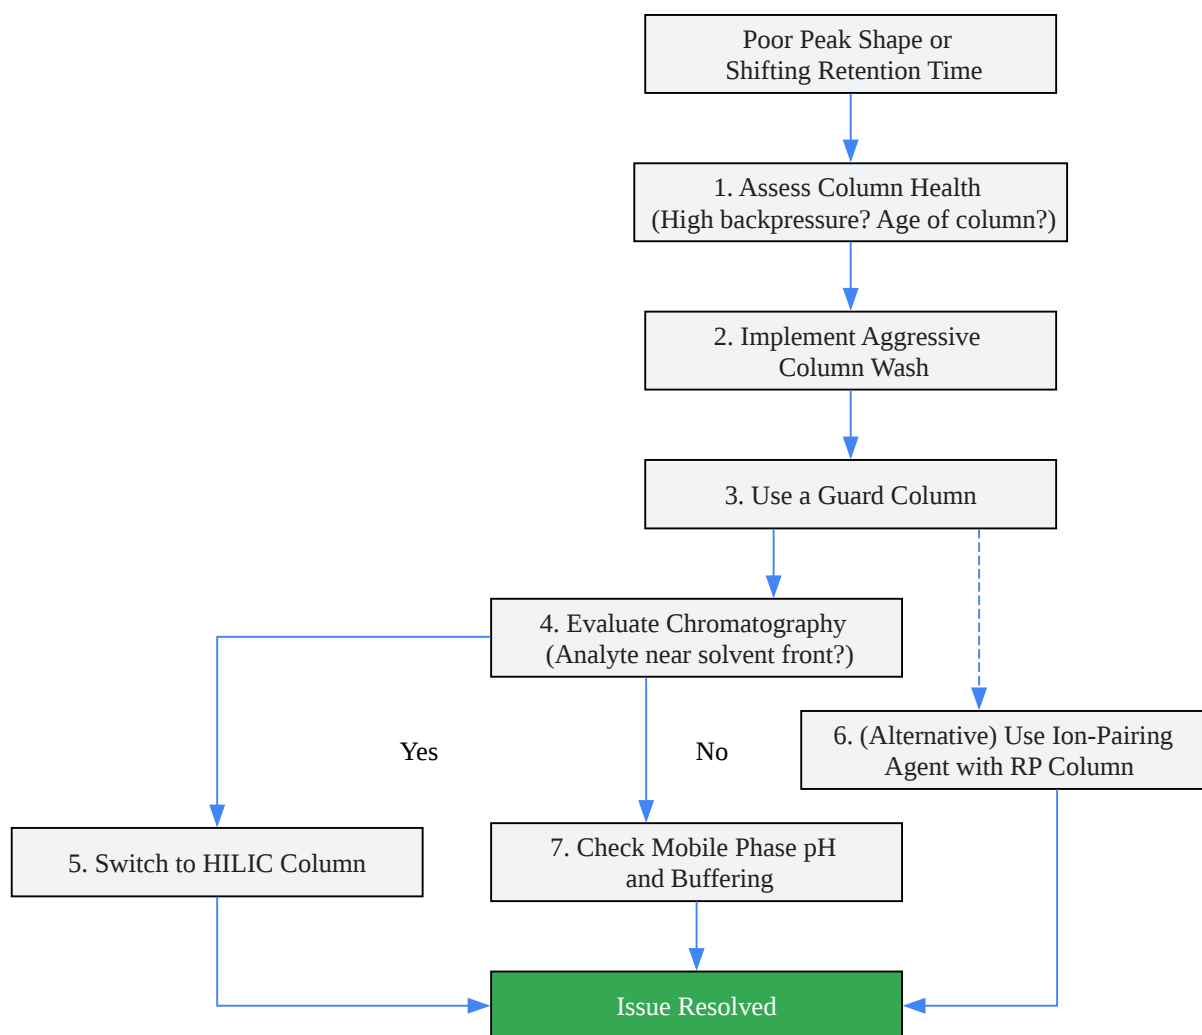 Poor Peak Shape or
Shifting Retention Time
1. Assess Column Health
(High backpressure? Age of column?)
2. Implement Aggressive
Column Wash
3. Use a Guard Column
4. Evaluate Chromatography
(Analyte near solvent front?)
Yes
No
6. (Alternative) Use Ion-Pairing
Agent with RP Column
5. Switch to HILIC Column
7. Check Mobile Phase pH
and Buffering
Issue Resolved